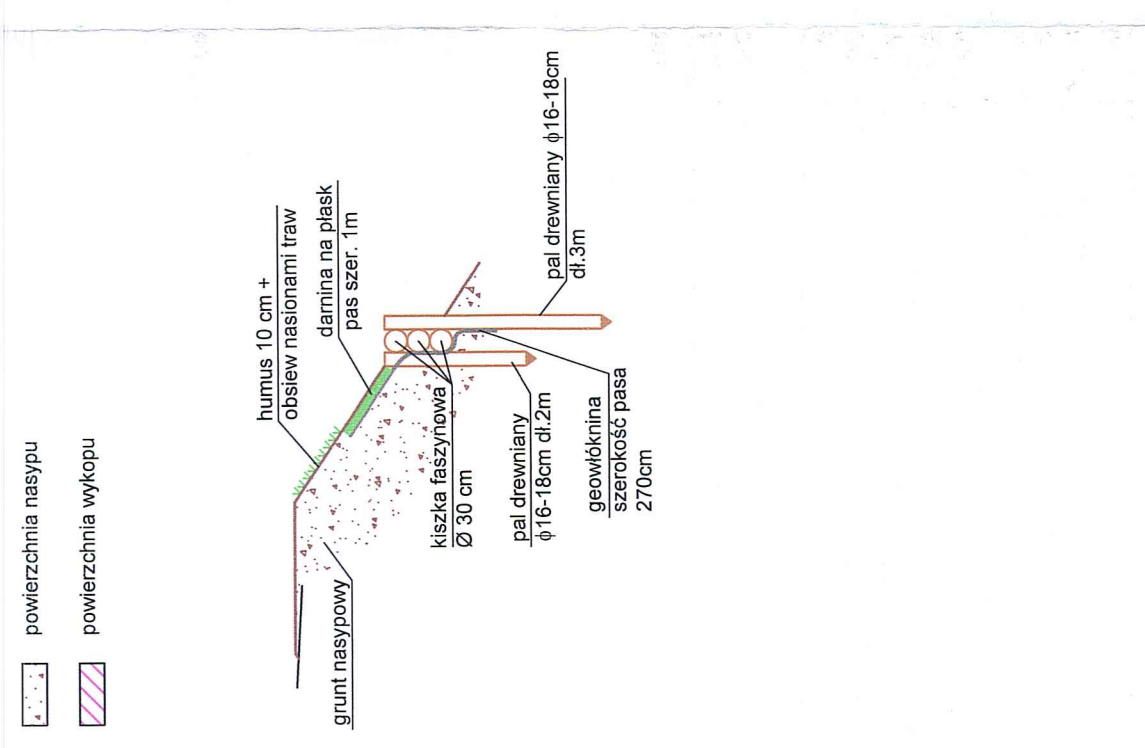 powierzchnia nasypu
powierzchnia wykopu
humus 10 cm +
obsiew nasionami traw
darnina na płask
pas szer. 1m
pal drewniany ϕ16-18cm
dł.3m
grunt nasypowy
kiszka faszynowa
Ø 30 cm
pal drewniany
ϕ16-18cm dł.2m
geowłóknina
szerokość pasa
270cm